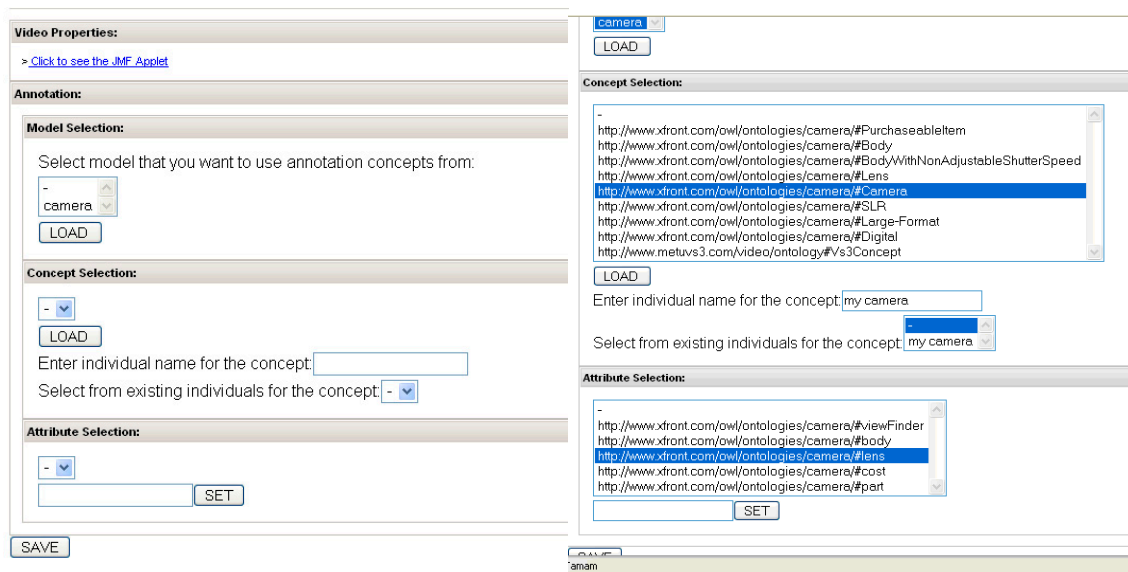 Video Properties:
> Click to see the JMF Applet
Annotation:
Model Selection:
Select model that you want to use annotation concepts from:
-
camera
LOAD
Concept Selection:
-
LOAD
Enter individual name for the concept:
Select from existing individuals for the concept: -
Attribute Selection:
-
SET
SAVE
camera
LOAD
Concept Selection:
-
http://www.xfront.com/owl/ontologies/camera/#PurchaseableItem
http://www.xfront.com/owl/ontologies/camera/#Body
http://www.xfront.com/owl/ontologies/camera/#BodyWithNonAdjustableShutterSpeed
http://www.xfront.com/owl/ontologies/camera/#Lens
http://www.xfront.com/owl/ontologies/camera/#Camera
http://www.xfront.com/owl/ontologies/camera/#SLR
http://www.xfront.com/owl/ontologies/camera/#Large-Format
http://www.xfront.com/owl/ontologies/camera/#Digital
http://www.metuvs3.com/video/ontology#Vs3Concept
LOAD
Enter individual name for the concept: my camera
-
Select from existing individuals for the concept: my camera
Attribute Selection:
-
http://www.xfront.com/owl/ontologies/camera/#viewFinder
http://www.xfront.com/owl/ontologies/camera/#body
http://www.xfront.com/owl/ontologies/camera/#lens
http://www.xfront.com/owl/ontologies/camera/#cost
http://www.xfront.com/owl/ontologies/camera/#part
SET
SAVE
Tamam